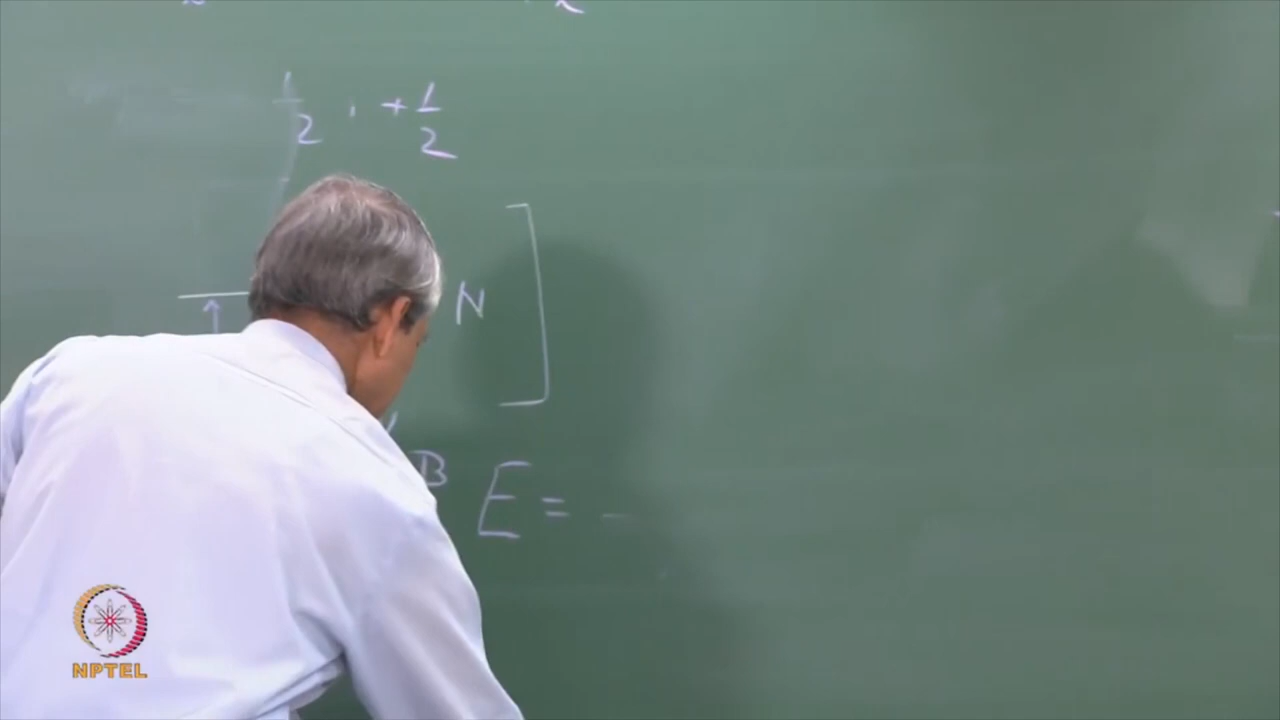 1/2 , + 1/2
↑ N ]
B E = -
NPTEL